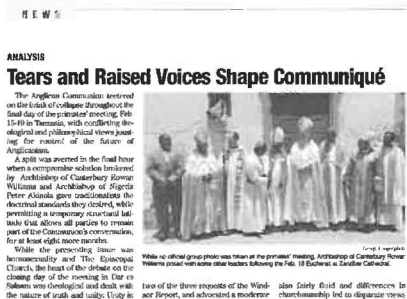 NEWS
ANALYSIS
Tears and Raised Voices Shape Communiqué
The Anglican Communion teetered
on the brink of collapse throughout the
final day of the primates' meeting, Feb.
15-19 in Tanzania, with conflicting the-
ological and philosophical views joust-
ing for control of the future of
Anglicanism.
A split was averted in the final hour
when a compromise solution brokered
by Archbishop of Canterbury Rowan
Williams and Archbishop of Nigeria
Peter Akinola gave traditionalists the
doctrinal standards they desired, while
permitting a temporary structural lati-
tude that allows all parties to remain
part of the Communion's conversation,
for at least eight more months.
While the presenting issue was
homosexuality and The Episcopal
Church, the heart of the debate on the
closing day of the meeting in Dar es
Salaam was theological and dealt with
the nature of truth and unity: Unity is
While no official group photo was taken at the primates' meeting, Archbishop of Canterbury Rowan
Williams posed with some other leaders following the Feb. 18 Eucharist at Zanzibar Cathedral.
two of the three requests of the Wind-
sor Report, and advocated a moderate
also fairly fluid and differences in
churchmanship led to disparate views